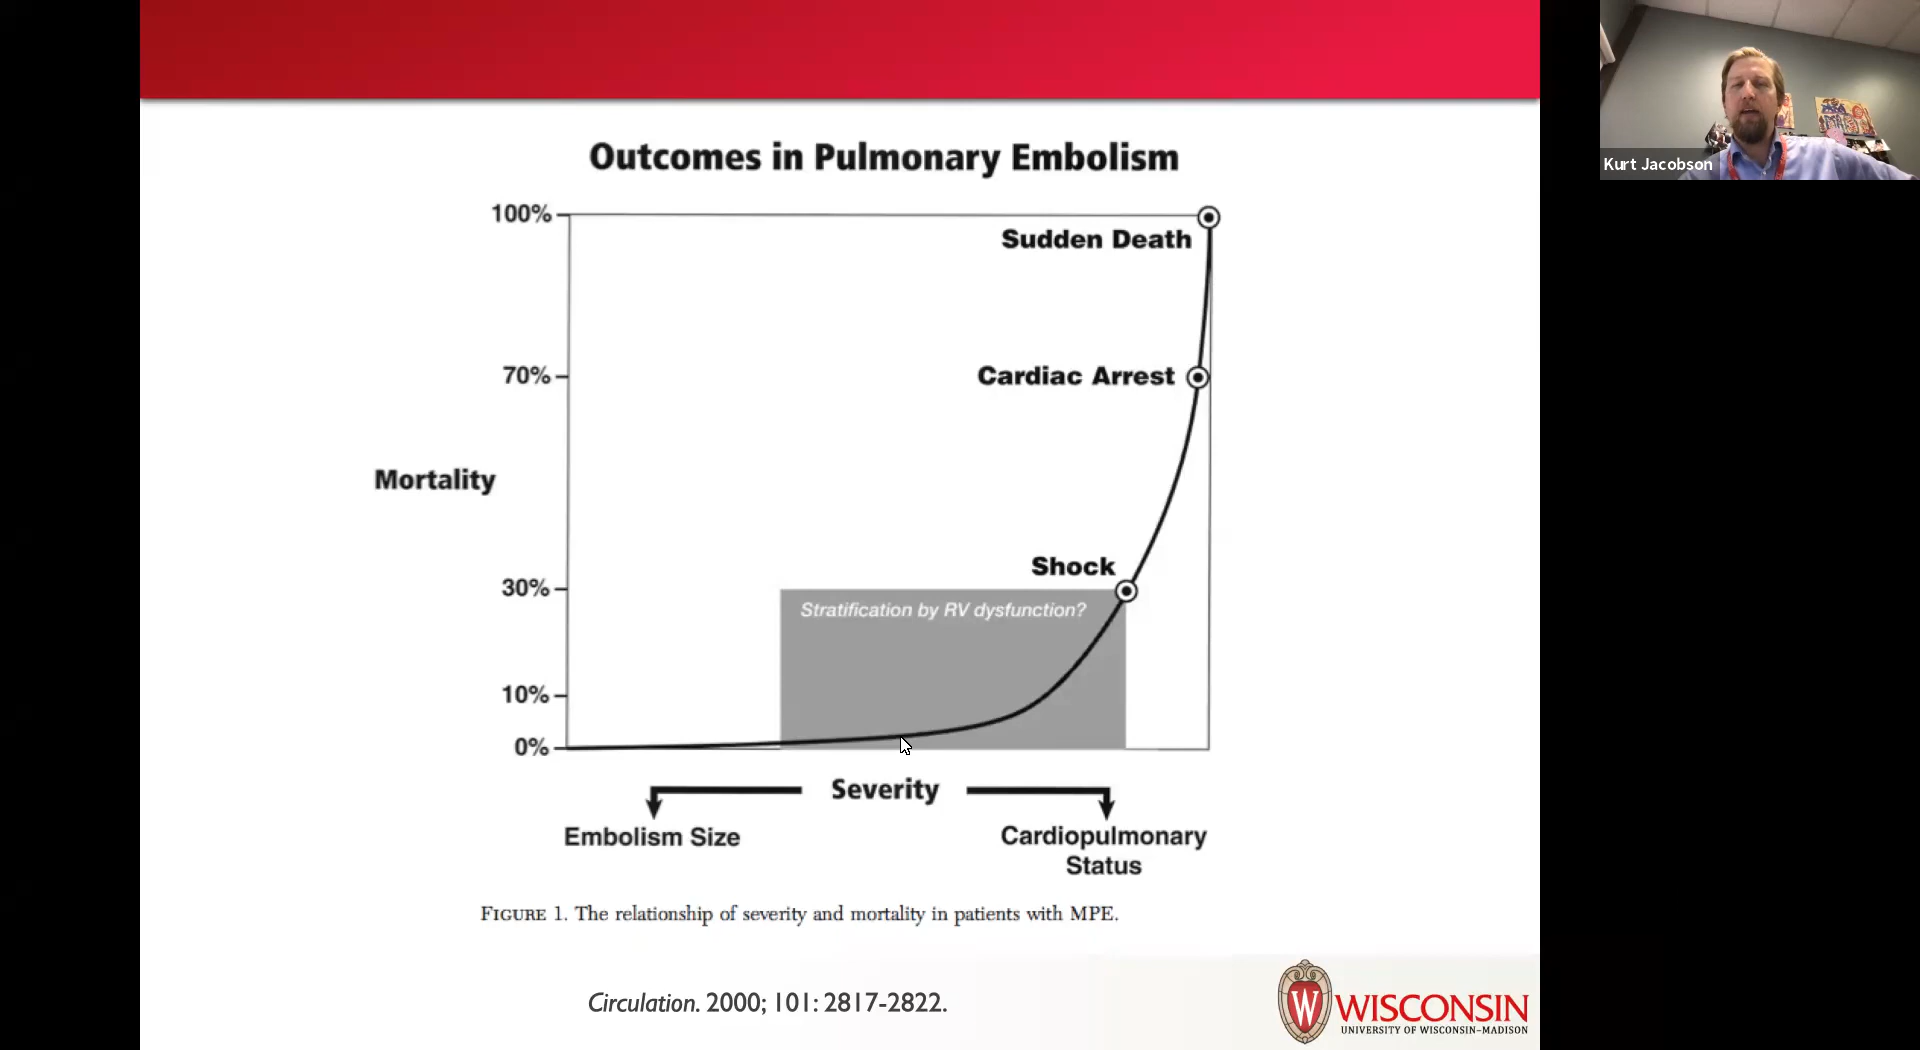 Outcomes in Pulmonary Embolism
100%
Sudden Death
70%
Cardiac Arrest
Mortality
Shock
30%
Stratification by RV dysfunction?
10%
0%
Severity
Embolism Size
Cardiopulmonary
Status
FIGURE 1. The relationship of severity and mortality in patients with MPE.
Circulation. 2000; 101: 2817-2822.
W
WISCONSIN
UNIVERSITY OF WISCONSIN–MADISON
Kurt Jacobson